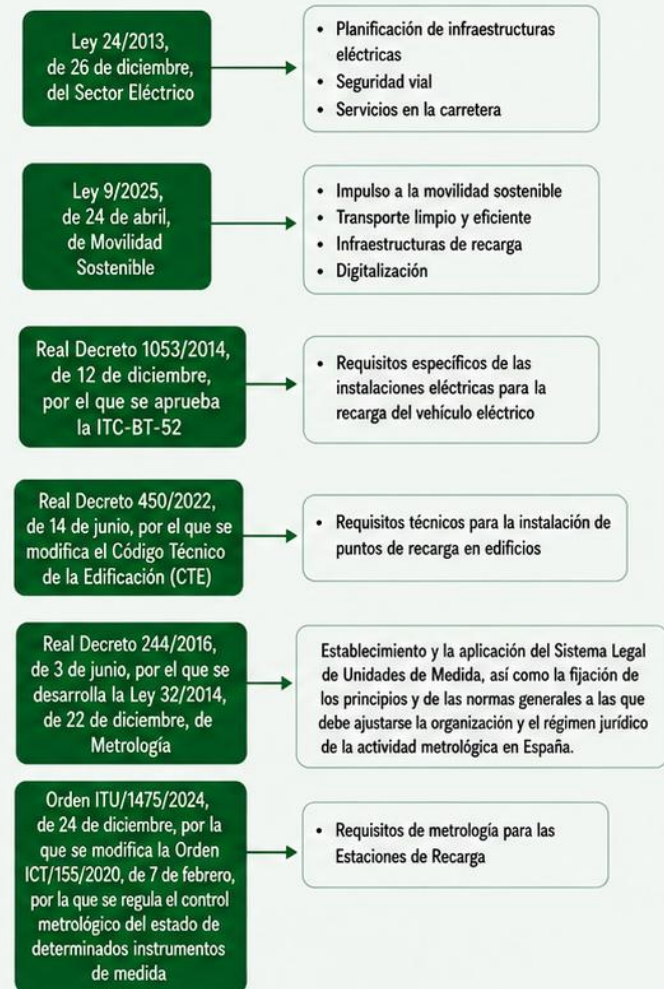 Ley 24/2013,
de 26 de diciembre,
del Sector Eléctrico
• Planificación de infraestructuras
eléctricas
• Seguridad vial
• Servicios en la carretera
Ley 9/2025,
de 24 de abril,
de Movilidad
Sostenible
• Impulso a la movilidad sostenible
• Transporte limpio y eficiente
• Infraestructuras de recarga
• Digitalización
Real Decreto 1053/2014,
de 12 de diciembre,
por el que se aprueba
la ITC-BT-52
• Requisitos específicos de las
instalaciones eléctricas para la
recarga del vehículo eléctrico
Real Decreto 450/2022,
de 14 de junio, por el que se
modifica el Código Técnico
de la Edificación (CTE)
• Requisitos técnicos para la instalación de
puntos de recarga en edificios
Real Decreto 244/2016,
de 3 de junio, por el que se
desarrolla la Ley 32/2014,
de 22 de diciembre, de
Metrología
Establecimiento y la aplicación del Sistema Legal
de Unidades de Medida, así como la fijación de
los principios y de las normas generales a las que
debe ajustarse la organización y el régimen jurídico
de la actividad metrológica en España.
Orden ITU/1475/2024,
de 24 de diciembre, por la
que se modifica la Orden
ICT/155/2020, de 7 de febrero,
por la que se regula el control
metrológico del estado de
determinados instrumentos
de medida
• Requisitos de metrología para las
Estaciones de Recarga